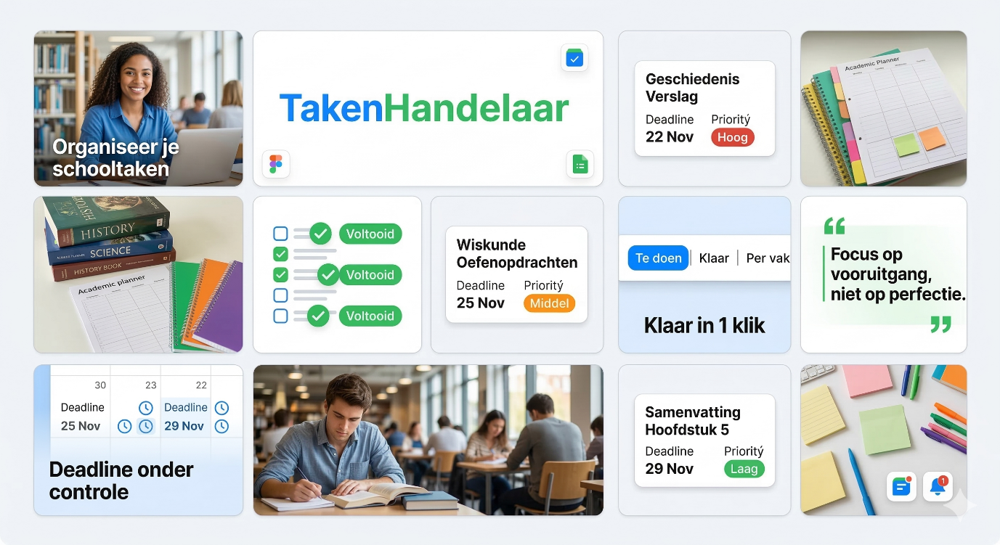 Organiseer je
schooltaken
TakenHandelaar
Geschiedenis
Verslag
Deadline Prioritý
22 Nov Hoog
Academic Planner
HISTORY
HISTORY
SCIENCE
HISTORY BOOK
Academic planner
Voltooid
Voltooid
Voltooid
Wiskunde
Oefenopdrachten
Deadline Prioritý
25 Nov Middel
Te doen Klaar Per vak
Klaar in 1 klik
“
Focus op
vooruitgang,
niet op perfectie.
”
30 23 22
Deadline Deadline
25 Nov 29 Nov
Deadline onder
controle
Samenvatting
Hoofdstuk 5
Deadline Prioritý
29 Nov Laag
1